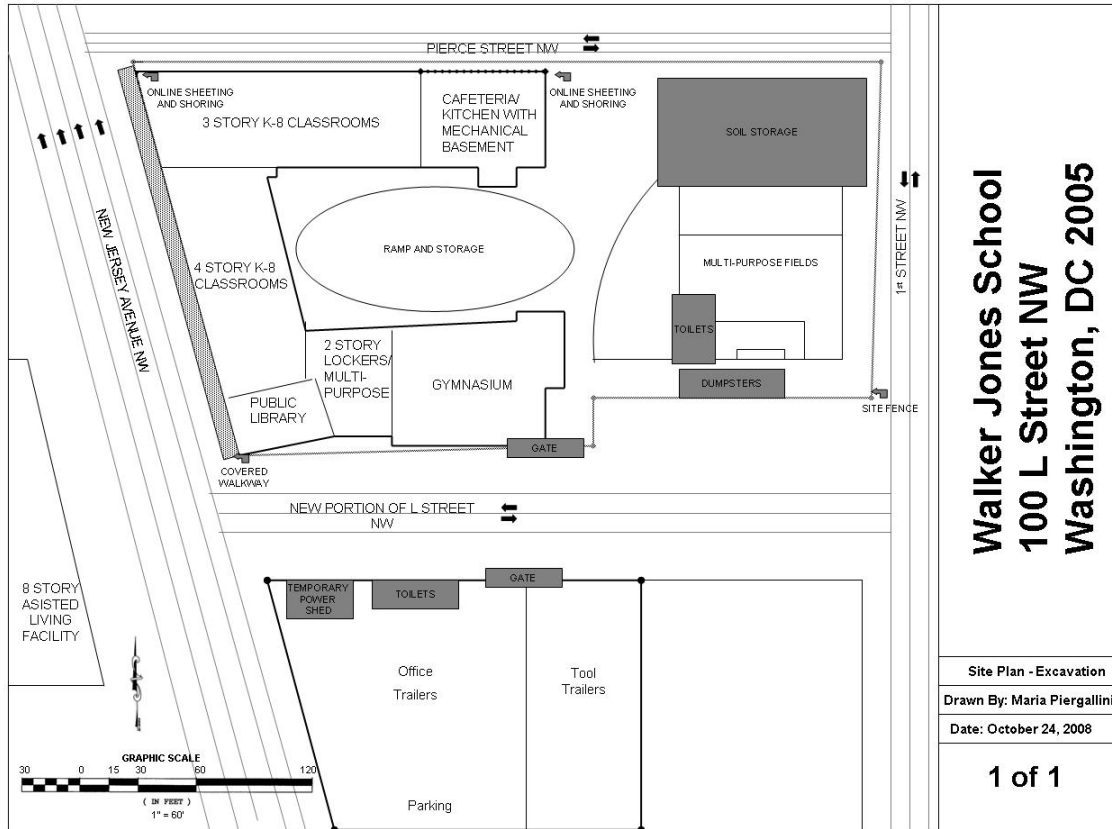 PIERCE STREET NW
ONLINE SHEETING
AND SHORING
3 STORY K-8 CLASSROOMS
CAFETERIA/
KITCHEN WITH
MECHANICAL
BASEMENT
ONLINE SHEETING
AND SHORING
SOIL STORAGE
NEW JERSEY AVENUE NW
RAMP AND STORAGE
4 STORY K-8
CLASSROOMS
MULTI-PURPOSE FIELDS
1st STREET NW
TOILETS
2 STORY
LOCKERS/
MULTI-
PURPOSE
GYMNASIUM
PUBLIC
LIBRARY
DUMPSTERS
SITE FENCE
GATE
COVERED
WALKWAY
NEW PORTION OF L STREET
NW
8 STORY
ASISTED
LIVING
FACILITY
TEMPORARY
POWER
SHED
TOILETS
GATE
Office
Trailers
Tool
Trailers
Parking
GRAPHIC SCALE
30 0 15 30 60 120
( IN FEET )
1" = 60'
Walker Jones School
100 L Street NW
Washington, DC 2005
Site Plan - Excavation
Drawn By: Maria Piergallini
Date: October 24, 2008
1 of 1